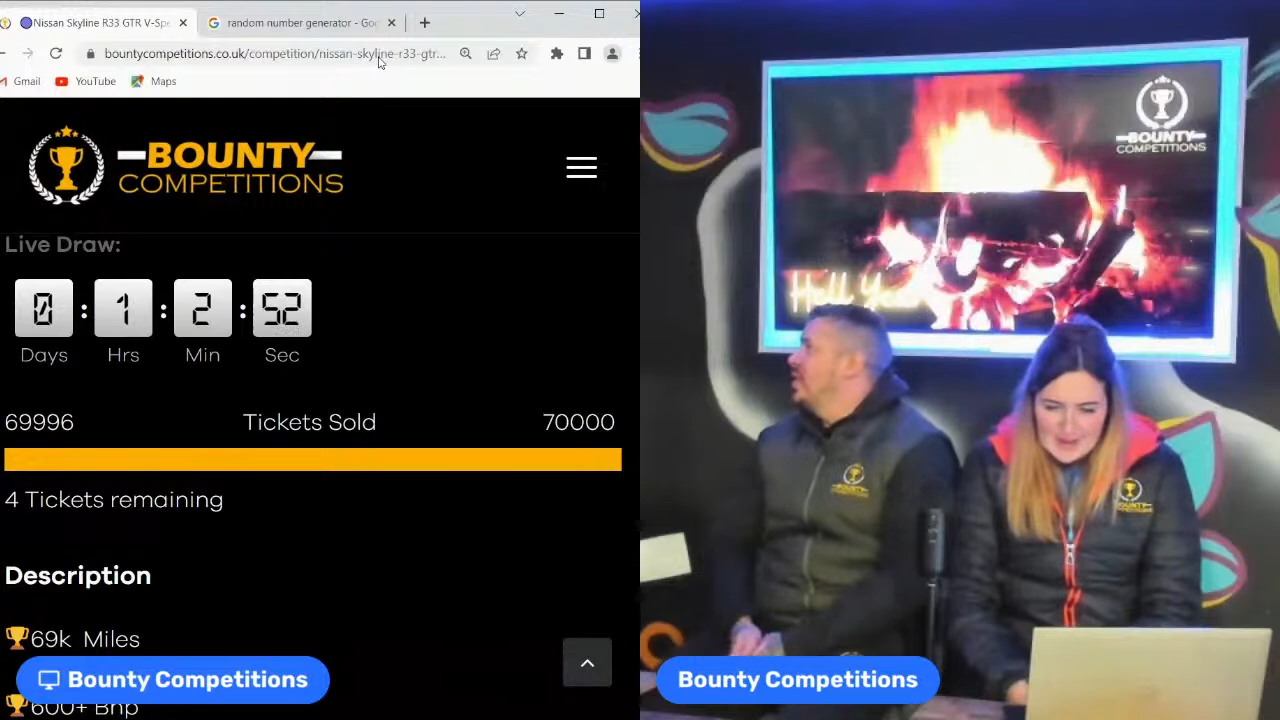 Nissan Skyline R33 GTR V-Spe
random number generator - Goo
bountycompetitions.co.uk/competition/nissan-skyline-r33-gtr...
Gmail
YouTube
Maps
BOUNTY
COMPETITIONS
Live Draw:
0 : 1 : 2 : 52
Days Hrs Min Sec
69996 Tickets Sold 70000
4 Tickets remaining
Description
69k Miles
600+ Bhp
Bounty Competitions
BOUNTY
COMPETITIONS
Hell Yeah
Bounty Competitions